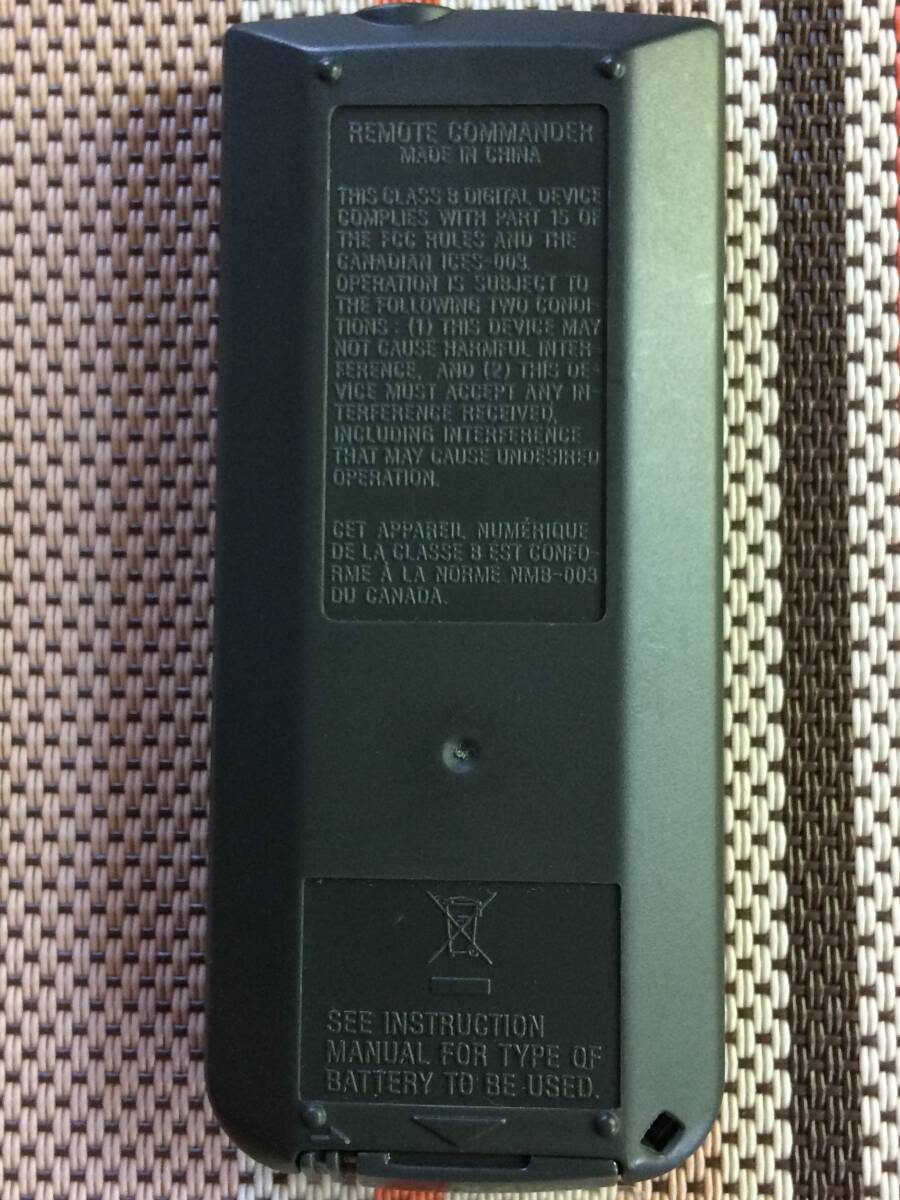 REMOTE COMMANDER
MADE IN CHINA
THIS CLASS B DIGITAL DEVICE
COMPLIES WITH PART 15 OF
THE FCC RULES AND THE
CANADIAN ICES-003.
OPERATION IS SUBJECT TO
THE FOLLOWING TWO CONDI-
TIONS : (1) THIS DEVICE MAY
NOT CAUSE HARMFUL INTER-
FERENCE, AND (2) THIS DE-
VICE MUST ACCEPT ANY IN-
TERFERENCE RECEIVED,
INCLUDING INTERFERENCE
THAT MAY CAUSE UNDESIRED
OPERATION.
CET APPAREIL NUMÉRIQUE
DE LA CLASSE B EST CONFO-
RME À LA NORME NMB-003
DU CANADA.
SEE INSTRUCTION
MANUAL FOR TYPE OF
BATTERY TO BE USED.